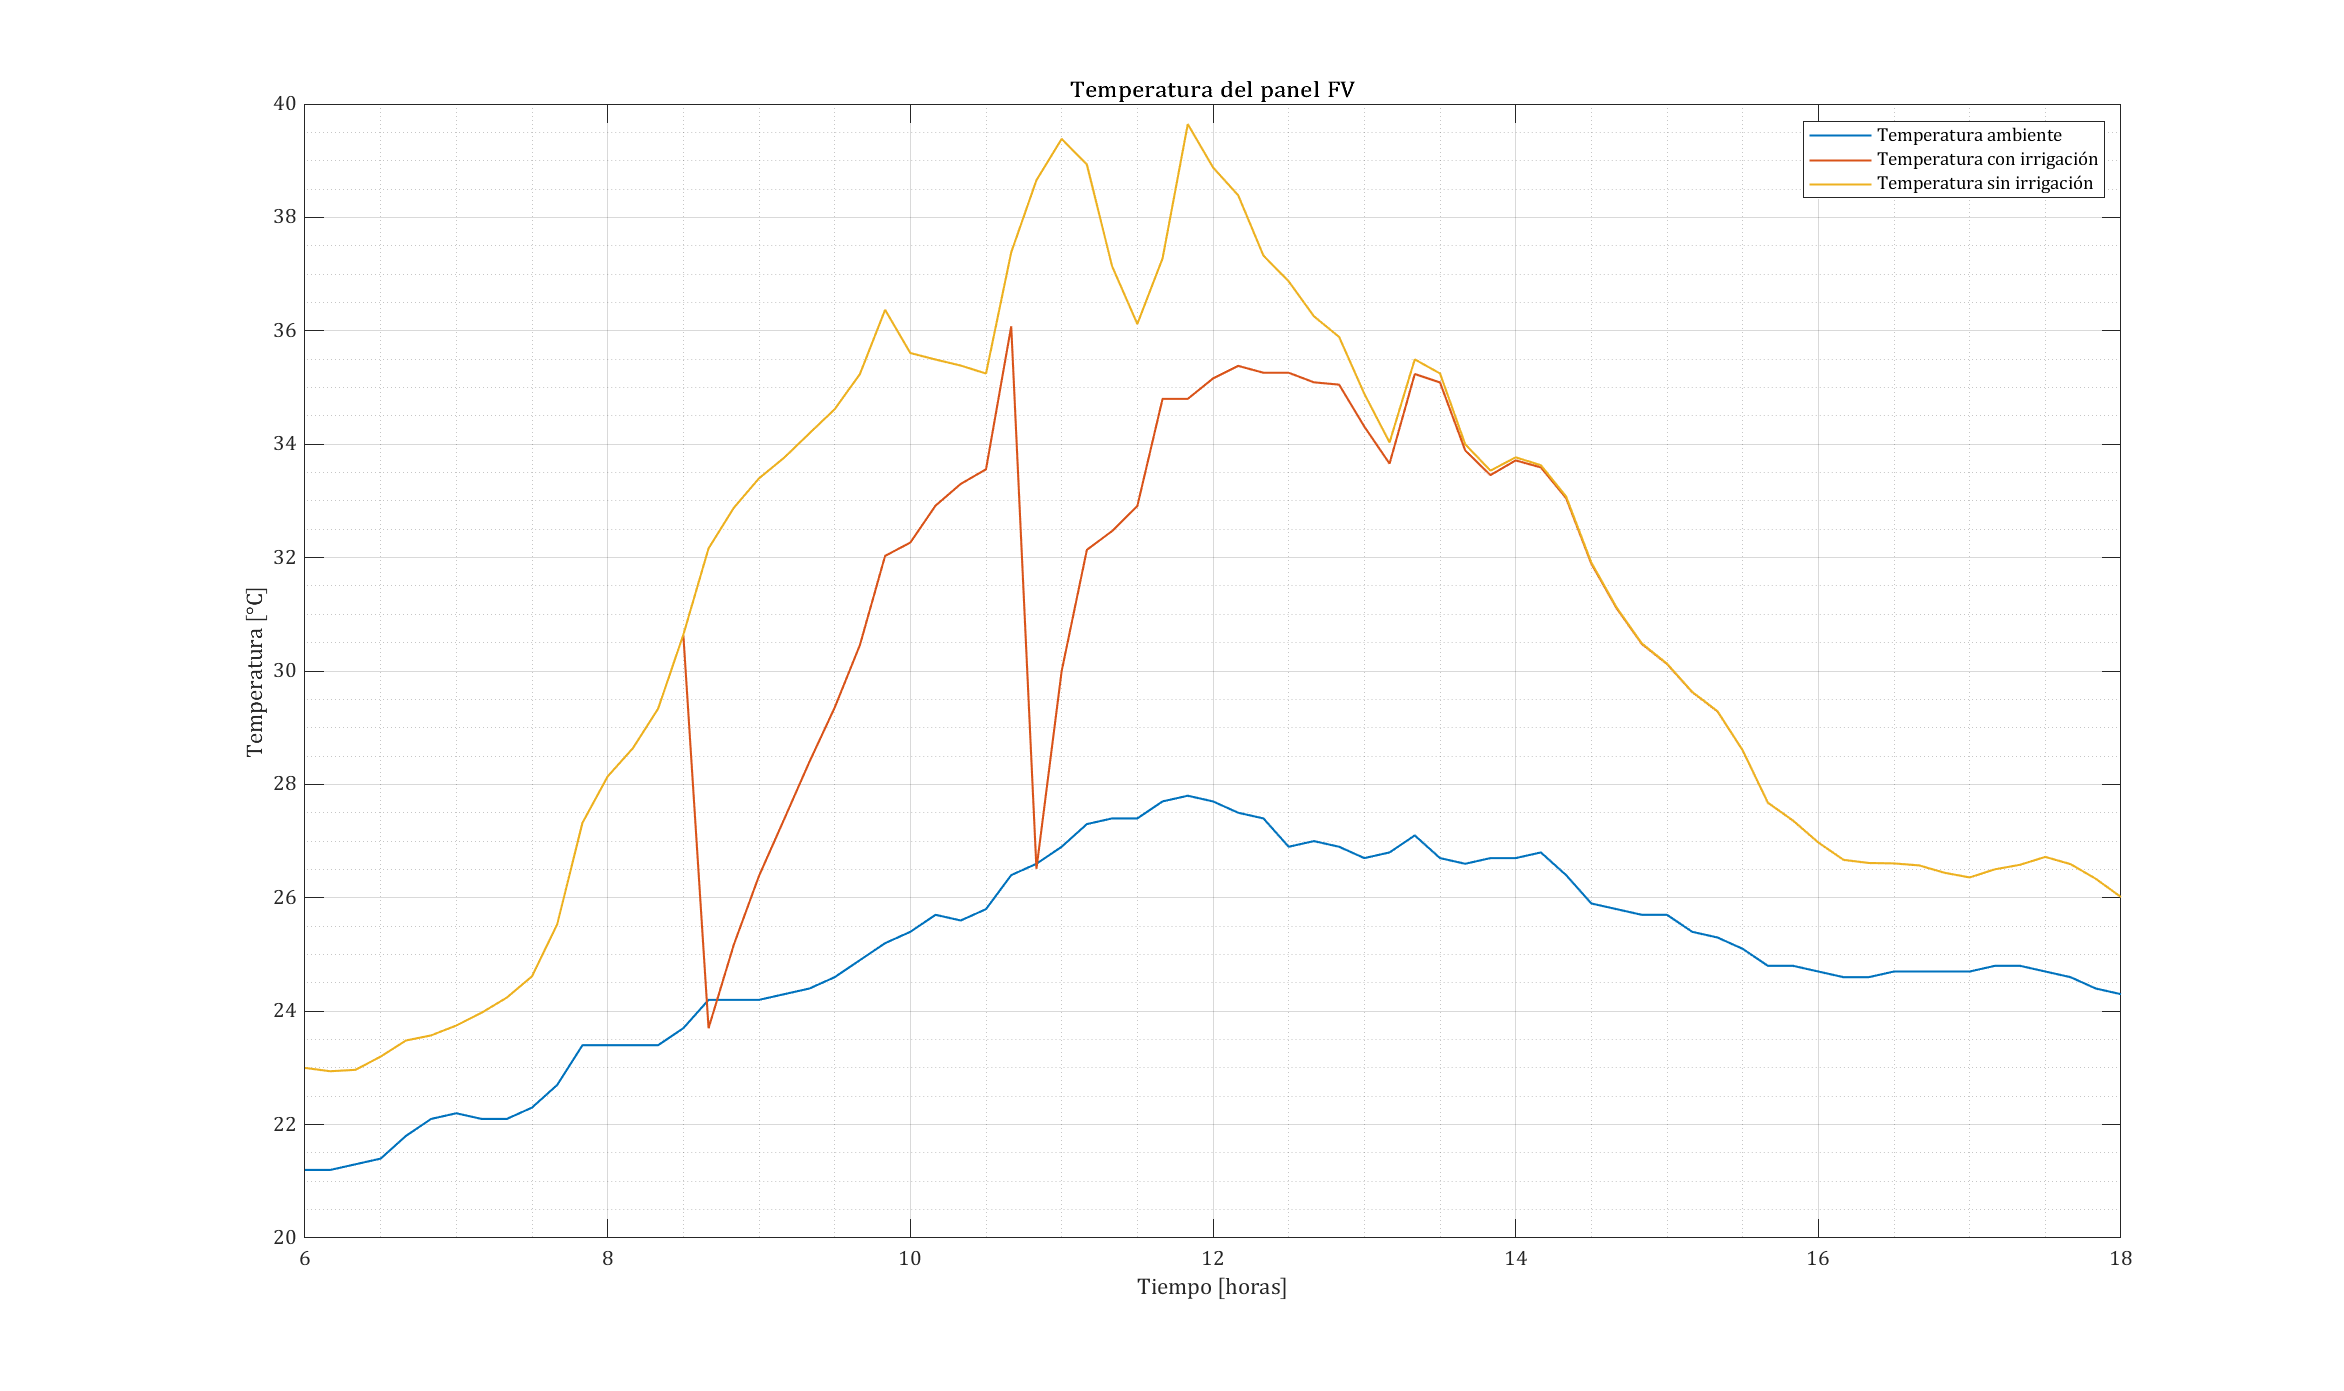 Temperatura del panel FV
Temperatura ambiente
Temperatura con irrigación
Temperatura sin irrigación
Temperatura [°C]
40
38
36
34
32
30
28
26
24
22
20
6 8 10 12 14 16 18
Tiempo [horas]